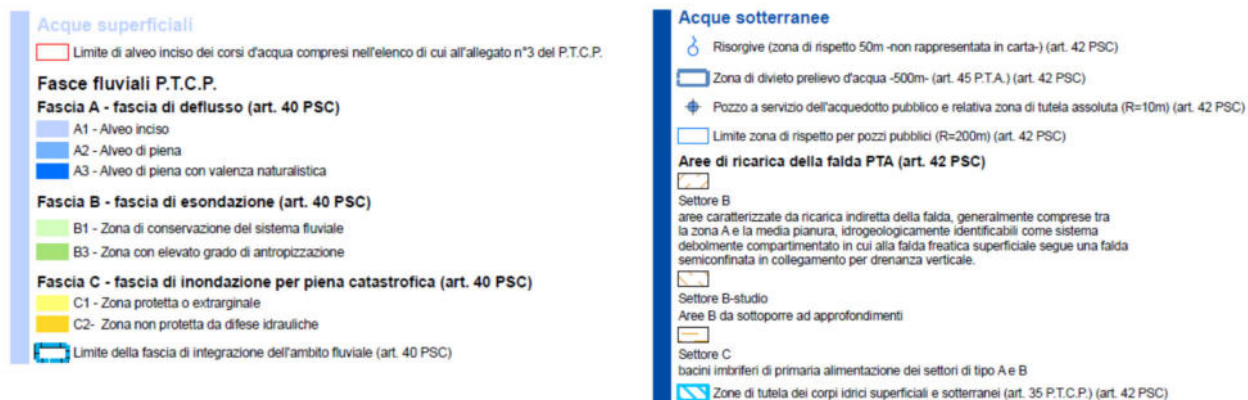 Acque superficiali
Limite di alveo inciso dei corsi d'acqua compresi nell'elenco di cui all'allegato n°3 del P.T.C.P.
Fasce fluviali P.T.C.P.
Fascia A - fascia di deflusso (art. 40 PSC)
A1 - Alveo inciso
A2 - Alveo di piena
A3 - Alveo di piena con valenza naturalistica
Fascia B - fascia di esondazione (art. 40 PSC)
B1 - Zona di conservazione del sistema fluviale
B3 - Zona con elevato grado di antropizzazione
Fascia C - fascia di inondazione per piena catastrofica (art. 40 PSC)
C1 - Zona protetta o extrarginale
C2- Zona non protetta da difese idrauliche
Limite della fascia di integrazione dell'ambito fluviale (art. 40 PSC)
Acque sotterranee
Risorgive (zona di rispetto 50m -non rappresentata in carta-) (art. 42 PSC)
Zona di divieto prelievo d'acqua -500m- (art. 45 P.T.A.) (art. 42 PSC)
Pozzo a servizio dell'acquedotto pubblico e relativa zona di tutela assoluta (R=10m) (art. 42 PSC)
Limite zona di rispetto per pozzi pubblici (R=200m) (art. 42 PSC)
Aree di ricarica della falda PTA (art. 42 PSC)
Settore B
aree caratterizzate da ricarica indiretta della falda, generalmente comprese tra
la zona A e la media pianura, idrogeologicamente identificabili come sistema
debolmente compartimentato in cui alla falda freatica superficiale segue una falda
semiconfinata in collegamento per drenanza verticale.
Settore B-studio
Aree B da sottoporre ad approfondimenti
Settore C
bacini imbriferi di primaria alimentazione dei settori di tipo A e B
Zone di tutela dei corpi idrici superficiali e sotterranei (art. 35 P.T.C.P.) (art. 42 PSC)